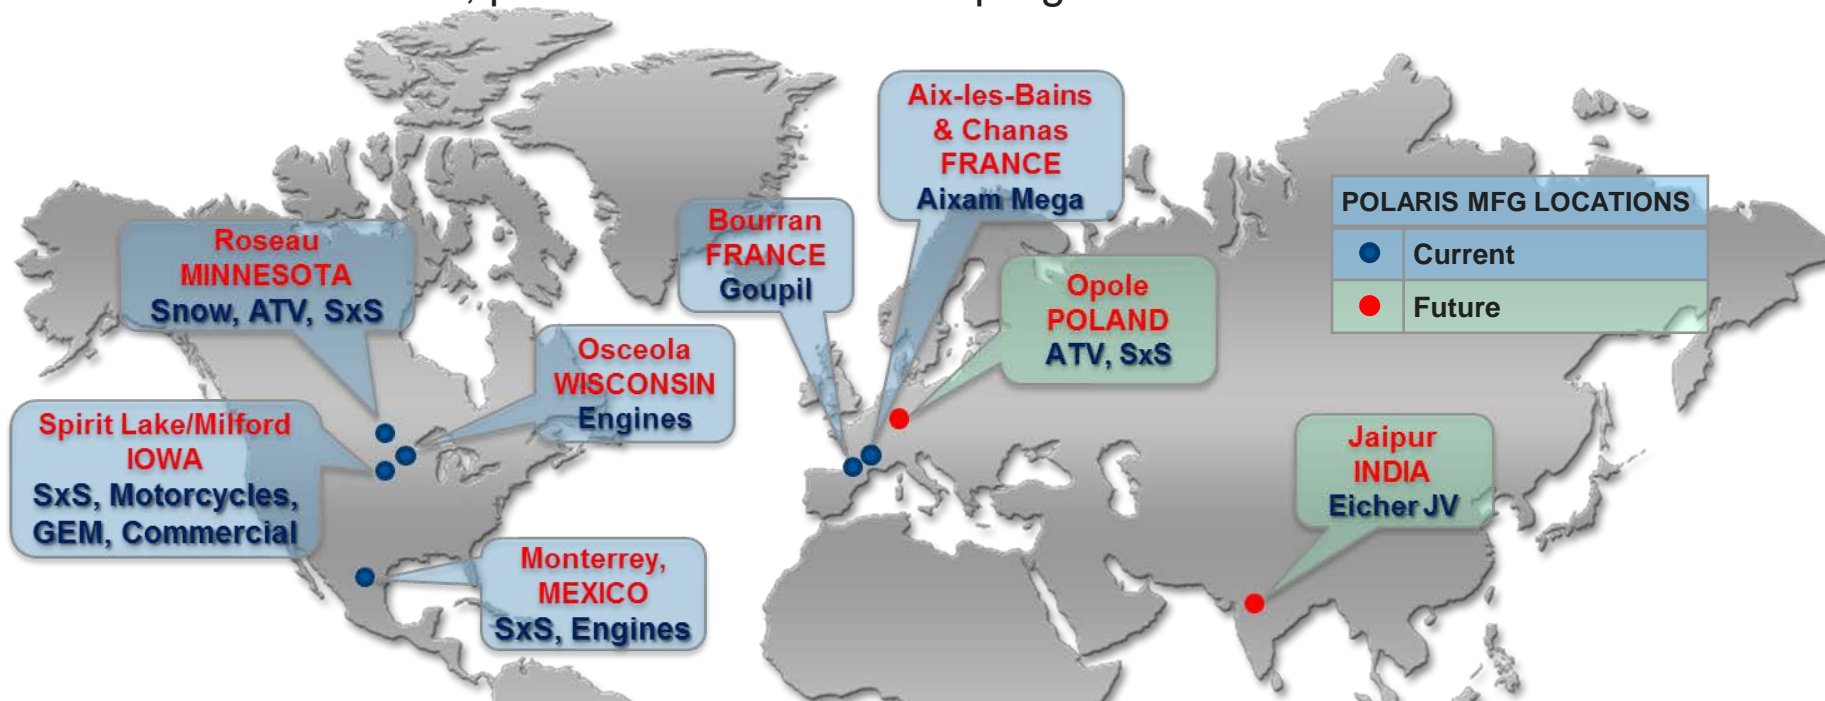 Aix-les-Bains
& Chanas
FRANCE
Aixam Mega
POLARIS MFG LOCATIONS
Current
Future
Bourran
FRANCE
Goupil
Roseau
MINNESOTA
Snow, ATV, SxS
Opole
POLAND
ATV, SxS
Osceola
WISCONSIN
Engines
Spirit Lake/Milford
IOWA
SxS, Motorcycles,
GEM, Commercial
Jaipur
INDIA
Eicher JV
Monterrey,
MEXICO
SxS, Engines